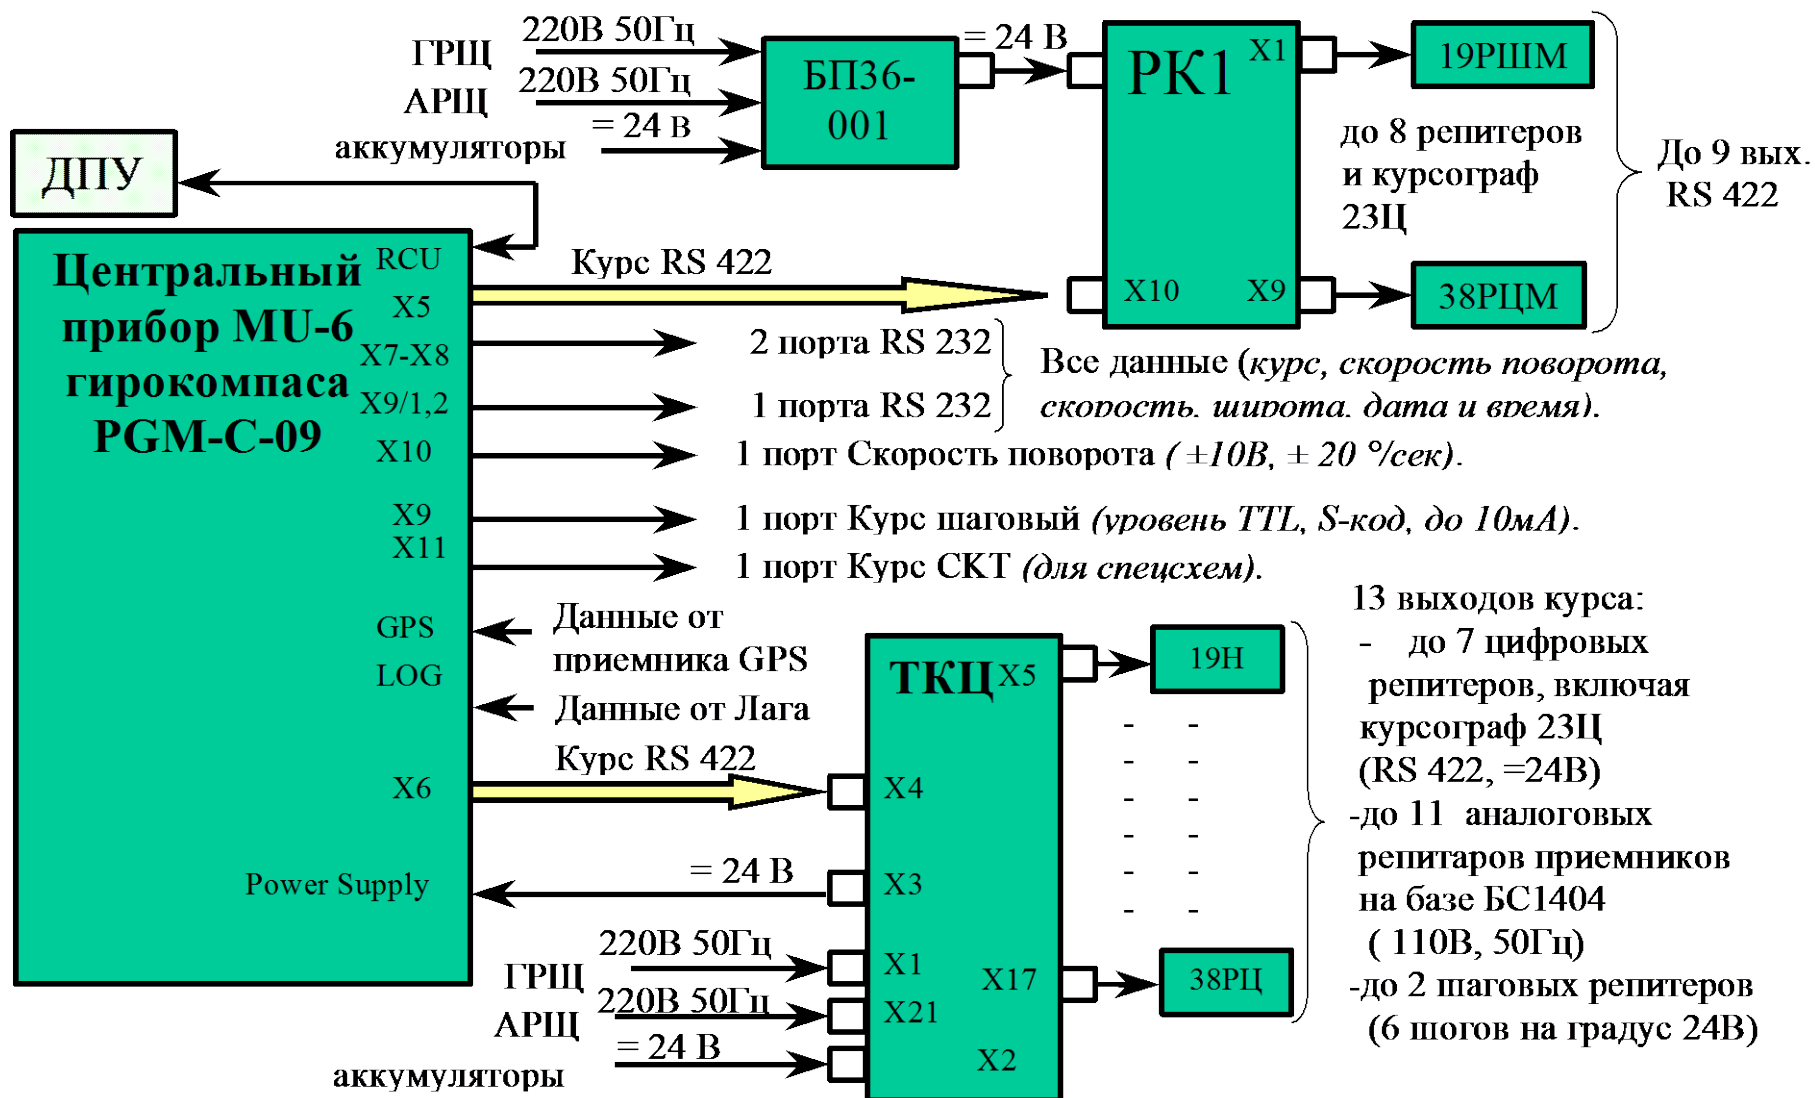 ГРЩ
220В 50Гц
АРЩ
220В 50Гц
аккумуляторы
= 24 в
БП36-
001
= 24 В
РК1
X1
X10
X9
19РШМ
до 8 репитеров
и курсограф
23Ц
38РЦМ
До 9 вых.
RS 422
ДПУ
Центральный
прибор MU-6
гирокомпаса
PGM-C-09
RCU
X5
X7-X8
X9/1,2
X10
X9
X11
GPS
LOG
X6
Power Supply
Курс RS 422
2 порта RS 232
1 порта RS 232
Все данные (курс, скорость поворота,
скорость, широта, дата и время).
1 порт Скорость поворота ( ±10В, ± 20 °/сек).
1 порт Курс шаговый (уровень TTL, S-код, до 10мА).
1 порт Курс СКТ (для спецсхем).
Данные от
приемника GPS
Данные от Лага
Курс RS 422
= 24 В
ГРЩ
220В 50Гц
АРЩ
220В 50Гц
аккумуляторы
= 24 В
ТКЦ
X5
X4
X3
X1
X17
X21
X2
19Н
- -
- -
- -
- -
- -
- -
38РЦ
13 выходов курса:
- до 7 цифровых
репитеров, включая
курсограф 23Ц
(RS 422, =24В)
-до 11 аналоговых
репитаров приемников
на базе БС1404
( 110В, 50Гц)
-до 2 шаговых репитеров
(6 шогов на градус 24В)